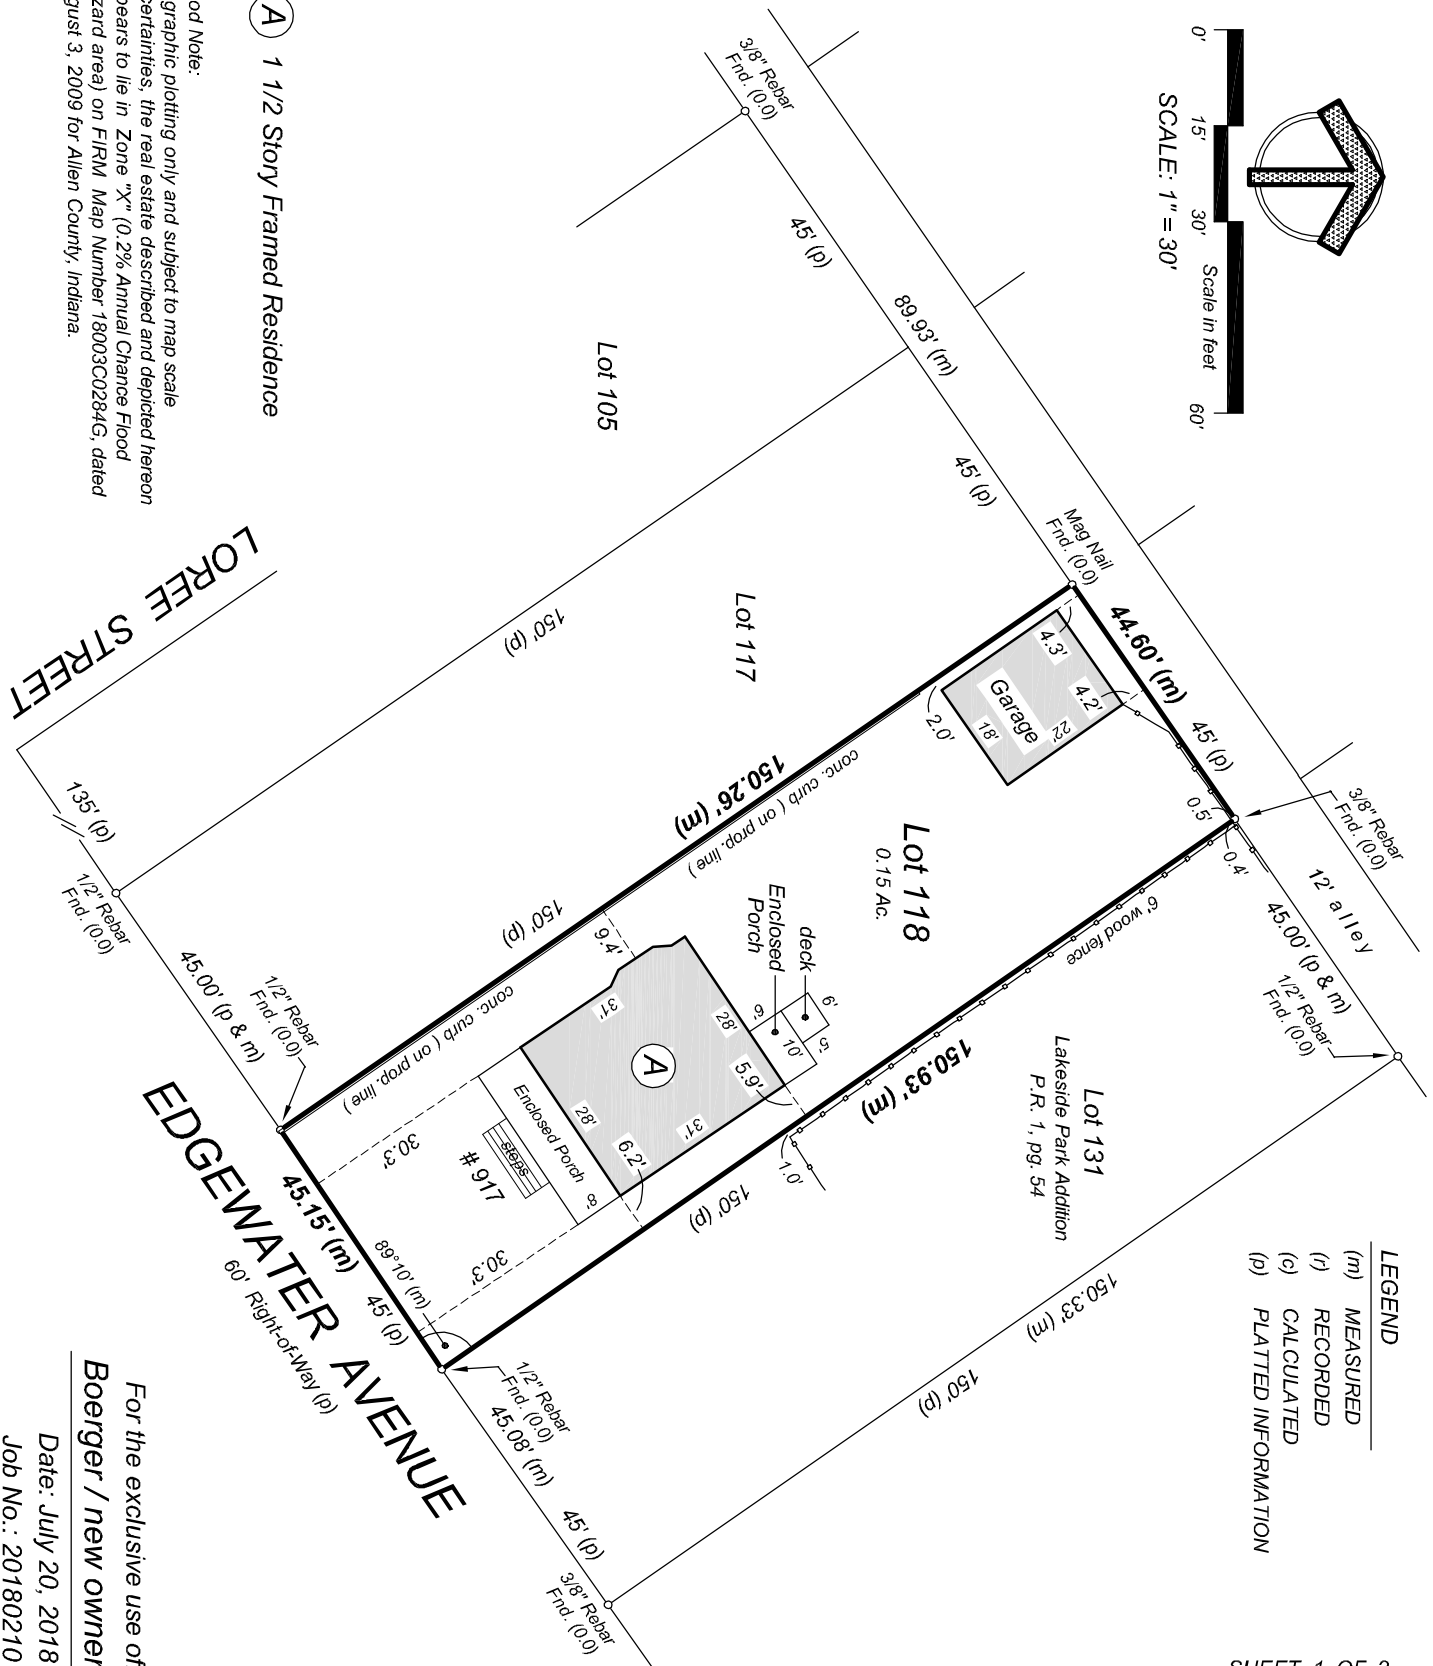 0'
15'
30'
60'
Scale in feet
SCALE: 1" = 30'
SHEET 1 OF 2
LEGEND
(m) MEASURED
(r) RECORDED
(c) CALCULATED
(p) PLATTED INFORMATION
3/8" Rebar
Fnd. (0.0)
45' (p)
89.93' (m)
45' (p)
Mag Nail
Fnd. (0.0)
44.60' (m)
45' (p)
3/8" Rebar
Fnd. (0.0)
12' alley
45.00' (p & m)
1/2" Rebar
Fnd. (0.0)
Lot 105
Lot 117
150' (p)
4.3'
4.2'
Garage
22'
18'
2.0'
0.5'
0.4'
6' wood fence
conc. curb ( on prop. line )
150.26' (m)
150' (p)
Lot 118
0.15 Ac.
deck
Enclosed
Porch
6'
5'
6'
10'
9.4'
31'
28'
5.9'
A
28'
31'
6.2'
Enclosed Porch
8'
steps
# 917
conc. curb ( on prop. line )
30.3'
30.3'
150.93' (m)
1.0'
150' (p)
Lot 131
Lakeside Park Addition
P.R. 1, pg. 54
150.33' (m)
150' (p)
LOREE STREET
135' (p)
1/2" Rebar
Fnd. (0.0)
45.00' (p & m)
1/2" Rebar
Fnd. (0.0)
45.15' (m)
89°10' (m)
45' (p)
EDGEWATER AVENUE
60' Right-of-Way (p)
1/2" Rebar
Fnd. (0.0)
45.08' (m)
45' (p)
3/8" Rebar
Fnd. (0.0)
A 1 1/2 Story Framed Residence
od Note:
graphic plotting only and subject to map scale
certainties, the real estate described and depicted hereon
pears to lie in Zone "X" (0.2% Annual Chance Flood
zard area) on FIRM Map Number 18003C0284G, dated
gust 3, 2009 for Allen County, Indiana.
For the exclusive use of
Boerger / new owner
Date: July 20, 2018
Job No.: 20180210